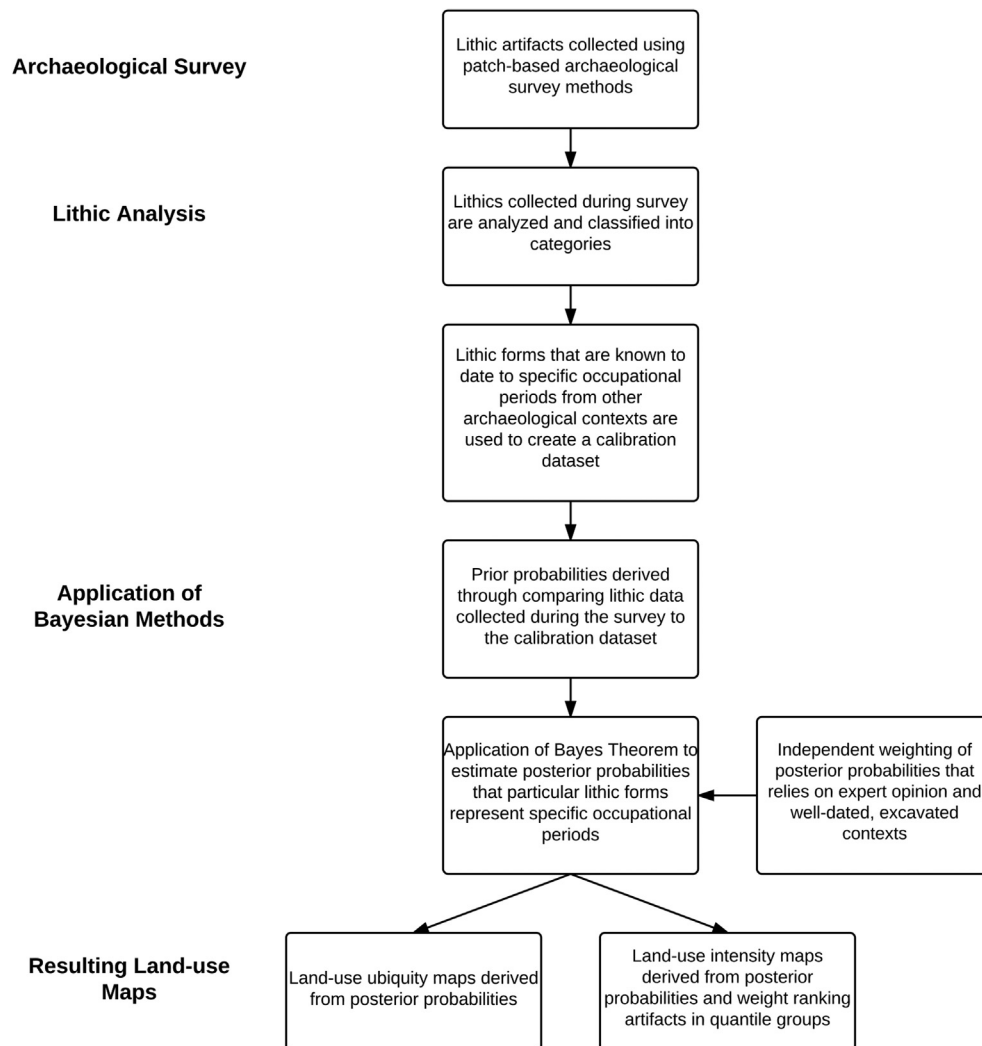 Archaeological Survey
Lithic artifacts collected using
patch-based archaeological
survey methods
Lithic Analysis
Lithics collected during survey
are analyzed and classified into
categories
Lithic forms that are known to
date to specific occupational
periods from other
archaeological contexts are
used to create a calibration
dataset
Application of
Bayesian Methods
Prior probabilities derived
through comparing lithic data
collected during the survey to
the calibration dataset
Application of Bayes Theorem to
estimate posterior probabilities
that particular lithic forms
represent specific occupational
periods
Independent weighting of
posterior probabilities that
relies on expert opinion and
well-dated, excavated
contexts
Resulting Land-use
Maps
Land-use ubiquity maps derived
from posterior probabilities
Land-use intensity maps
derived from posterior
probabilities and weight ranking
artifacts in quantile groups